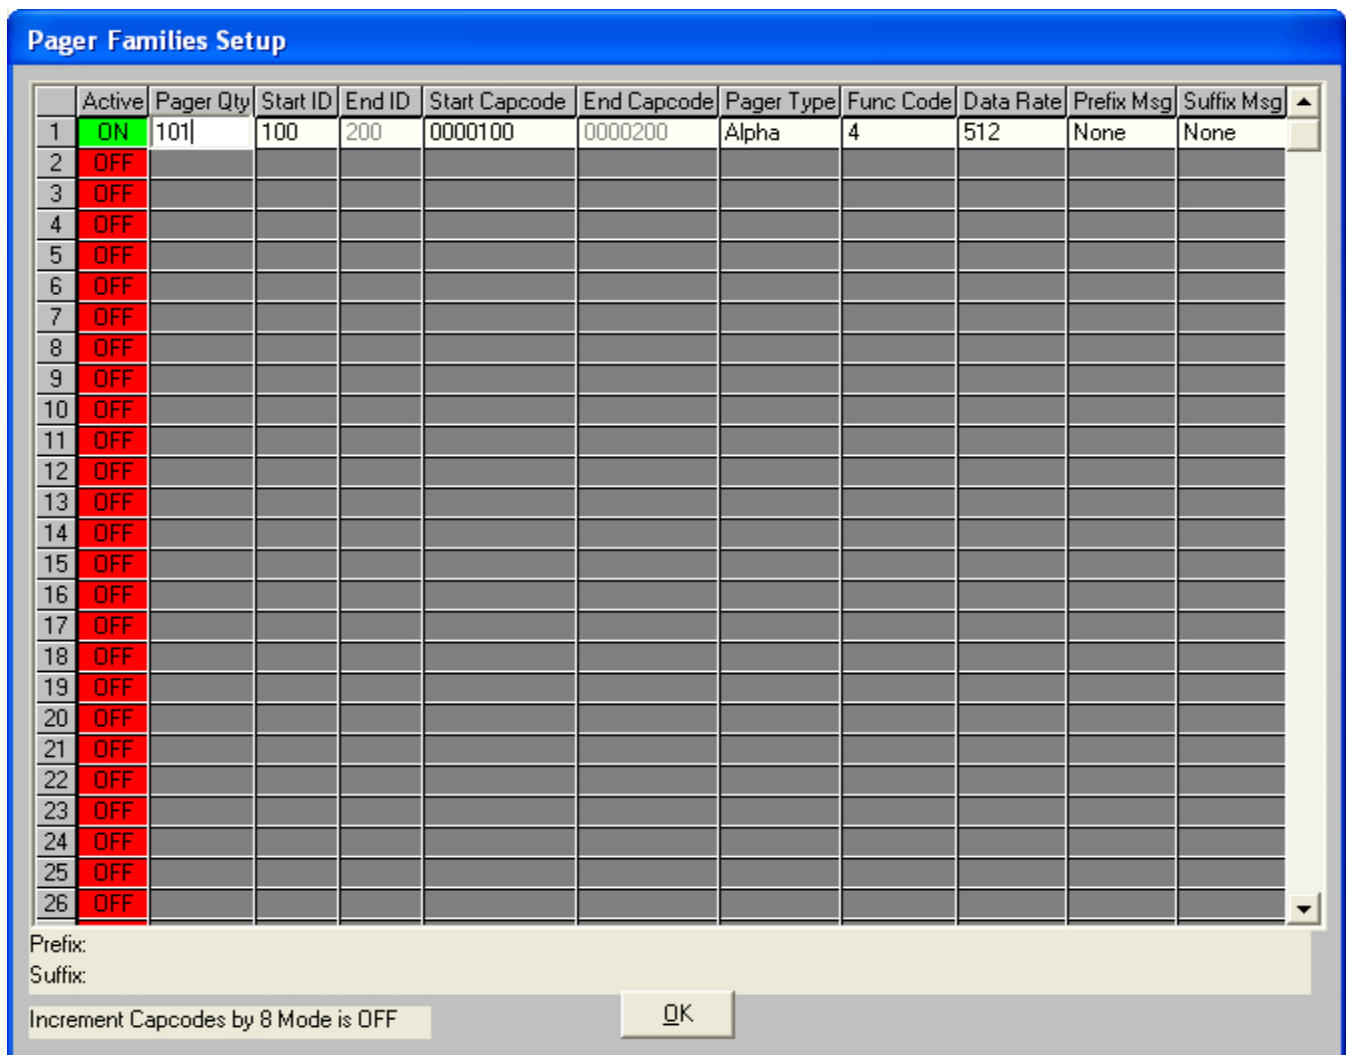 Pager Families Setup
Active Pager Qty Start ID End ID Start Capcode End Capcode Pager Type Func Code Data Rate Prefix Msg Suffix Msg
1 ON 101 100 200 0000100 0000200 Alpha 4 512 None None
2 OFF
3 OFF
4 OFF
5 OFF
6 OFF
7 OFF
8 OFF
9 OFF
10 OFF
11 OFF
12 OFF
13 OFF
14 OFF
15 OFF
16 OFF
17 OFF
18 OFF
19 OFF
20 OFF
21 OFF
22 OFF
23 OFF
24 OFF
25 OFF
26 OFF
Prefix:
Suffix:
Increment Capcodes by 8 Mode is OFF
OK